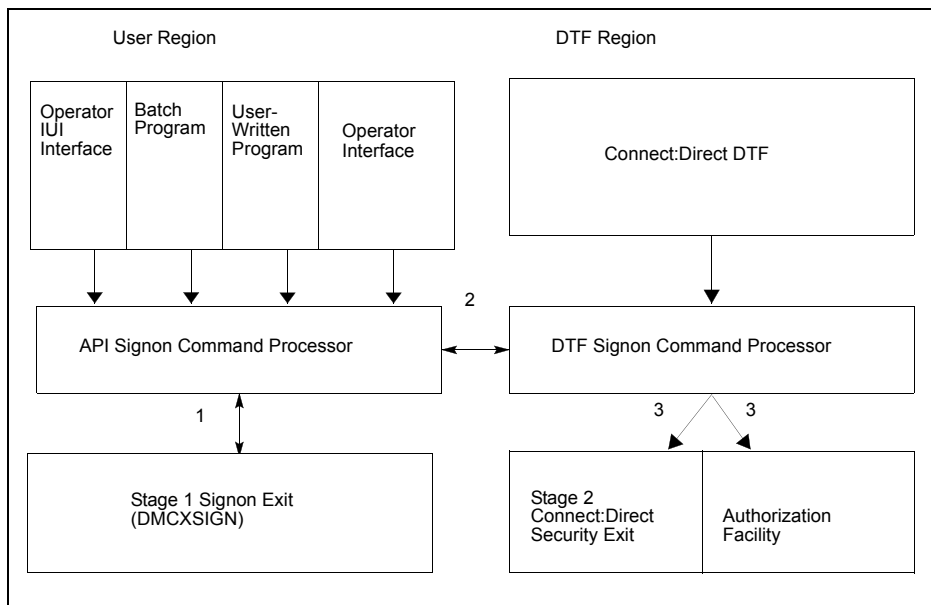 User Region
DTF Region
Operator
IUI
Interface
Batch
Program
User-
Written
Program
Operator
Interface
Connect:Direct DTF
2
API Signon Command Processor
DTF Signon Command Processor
1
3
3
Stage 1 Signon Exit
(DMCXSIGN)
Stage 2
Connect:Direct
Security Exit
Authorization
Facility